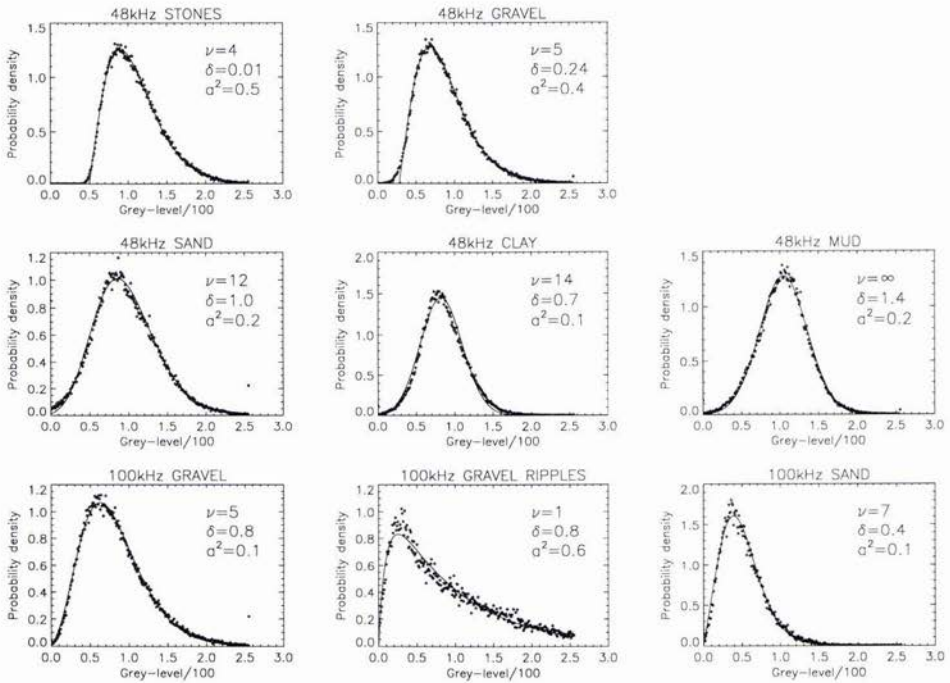 48kHz STONES
Probability density
1.5
1.0
0.5
0.0
0.0 0.5 1.0 1.5 2.0 2.5 3.0
Grey-level/100
ν=4
δ=0.01
a²=0.5
48kHz GRAVEL
Probability density
1.5
1.0
0.5
0.0
0.0 0.5 1.0 1.5 2.0 2.5 3.0
Grey-level/100
ν=5
δ=0.24
a²=0.4
48kHz SAND
Probability density
1.2
1.0
0.8
0.6
0.4
0.2
0.0
0.0 0.5 1.0 1.5 2.0 2.5 3.0
Grey-level/100
ν=12
δ=1.0
a²=0.2
48kHz CLAY
Probability density
2.0
1.5
1.0
0.5
0.0
0.0 0.5 1.0 1.5 2.0 2.5 3.0
Grey-level/100
ν=14
δ=0.7
a²=0.1
48kHz MUD
Probability density
1.5
1.0
0.5
0.0
0.0 0.5 1.0 1.5 2.0 2.5 3.0
Grey-level/100
ν=∞
δ=1.4
a²=0.2
100kHz GRAVEL
Probability density
1.2
1.0
0.8
0.6
0.4
0.2
0.0
0.0 0.5 1.0 1.5 2.0 2.5 3.0
Grey-level/100
ν=5
δ=0.8
a²=0.1
100kHz GRAVEL RIPPLES
Probability density
1.2
1.0
0.8
0.6
0.4
0.2
0.0
0.0 0.5 1.0 1.5 2.0 2.5 3.0
Grey-level/100
ν=1
δ=0.8
a²=0.6
100kHz SAND
Probability density
2.0
1.5
1.0
0.5
0.0
0.0 0.5 1.0 1.5 2.0 2.5 3.0
Grey-level/100
ν=7
δ=0.4
a²=0.1